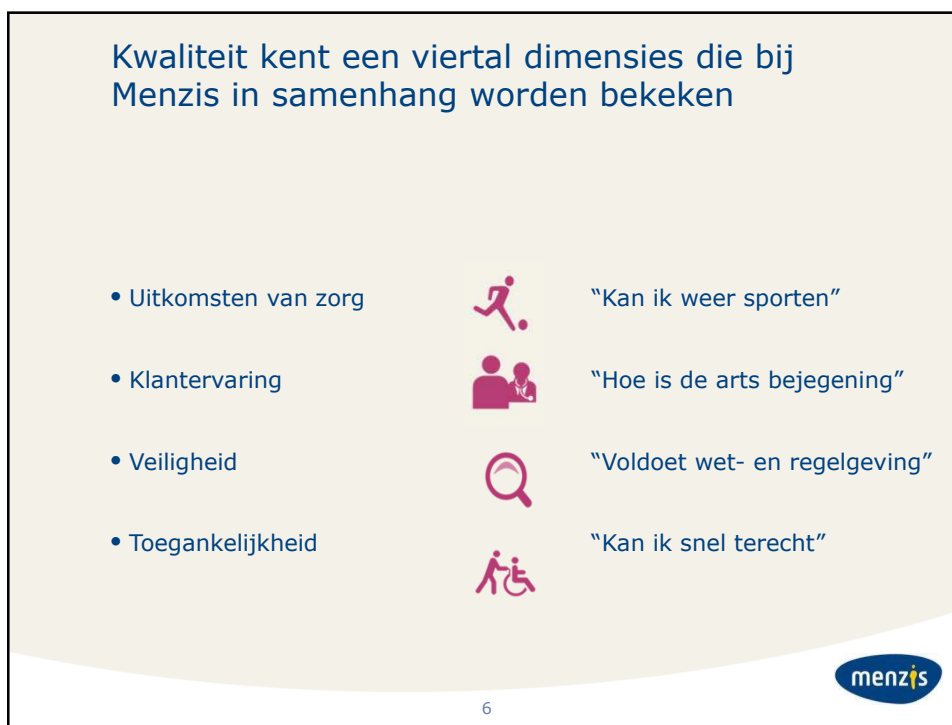 Kwaliteit kent een viertal dimensies die bij
Menzis in samenhang worden bekeken
• Uitkomsten van zorg “Kan ik weer sporten”
• Klantervaring “Hoe is de arts bejegening”
• Veiligheid “Voldoet wet- en regelgeving”
• Toegankelijkheid “Kan ik snel terecht”
menzis
6